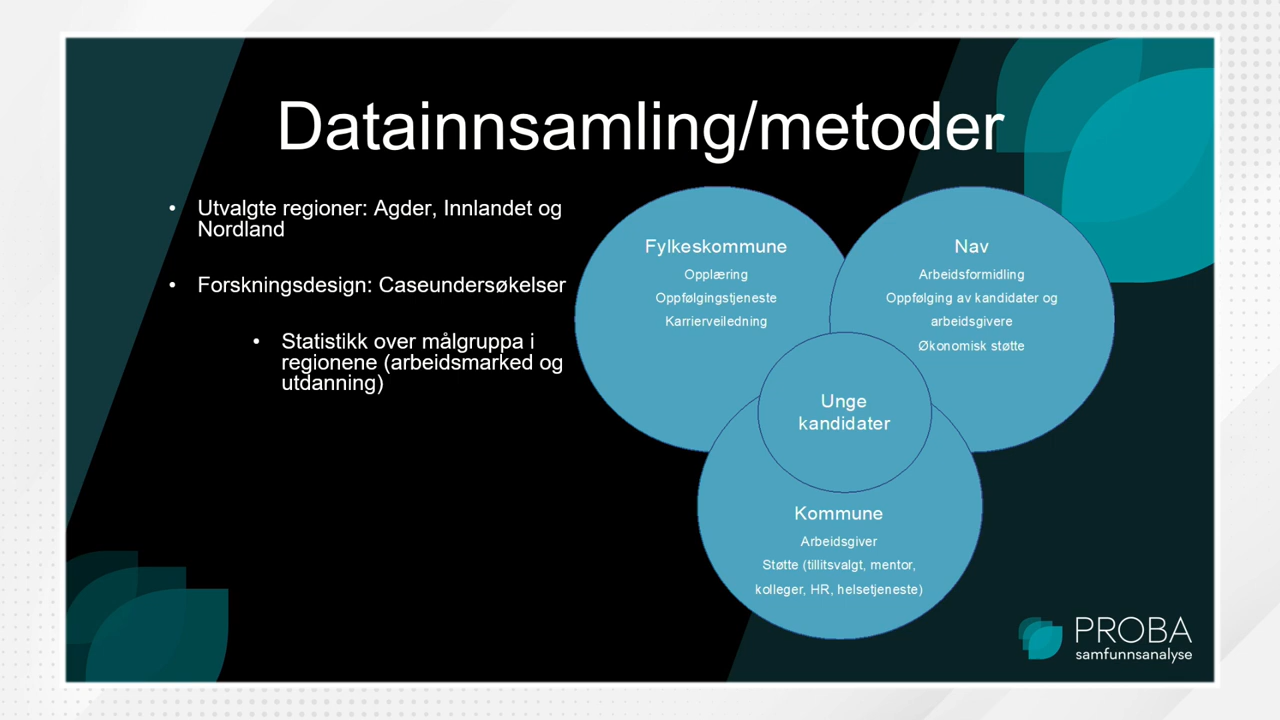 Datainnsamling/metoder
• Utvalgte regioner: Agder, Innlandet og
Nordland
• Forskningsdesign: Caseundersøkelser
• Statistikk over målgruppa i
regionene (arbeidsmarked og
utdanning)
Fylkeskommune
Opplæring
Oppfølgingstjeneste
Karrierveiledning
Nav
Arbeidsformidling
Oppfølging av kandidater og
arbeidsgivere
Økonomisk støtte
Unge
kandidater
Kommune
Arbeidsgiver
Støtte (tillitsvalgt, mentor,
kolleger, HR, helsetjeneste)
PROBA
samfunnsanalyse